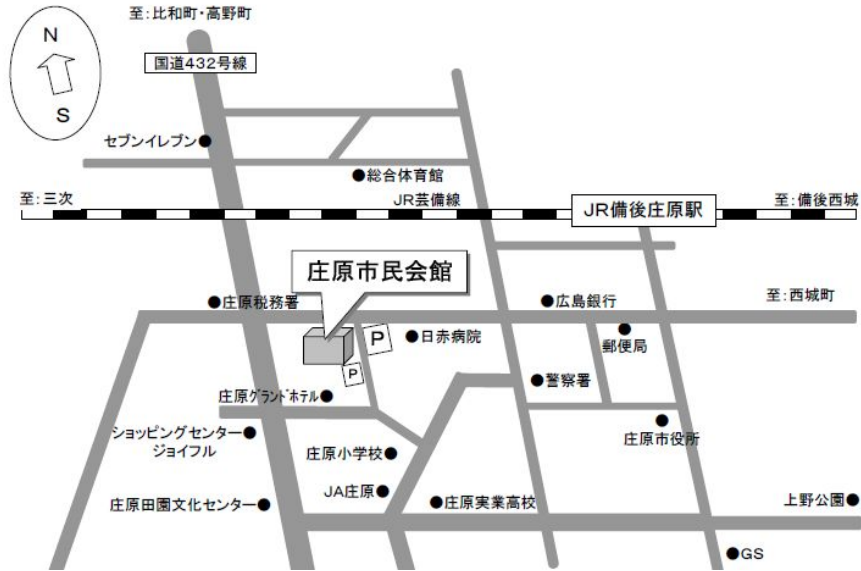 至:比和町・高野町
N
S
国道432号線
セブンイレブン
総合体育館
至:三次
JR芸備線
JR備後庄原駅
至:備後西城
庄原市民会館
庄原税務署
広島銀行
至:西城町
P
日赤病院
郵便局
P
警察署
庄原グランドホテル
ショッピングセンター
ジョイフル
庄原小学校
庄原市役所
JA庄原
庄原田園文化センター
庄原実業高校
上野公園
GS